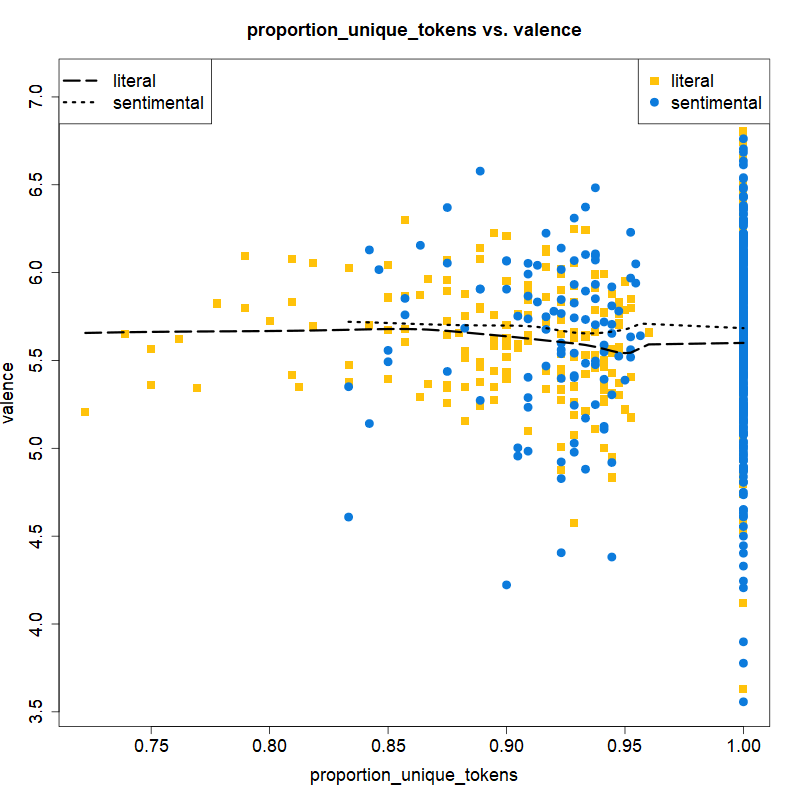 proportion_unique_tokens vs. valence
literal
sentimental
literal
sentimental
valence
7.0
6.5
6.0
5.5
5.0
4.5
4.0
3.5
0.75 0.80 0.85 0.90 0.95 1.00
proportion_unique_tokens